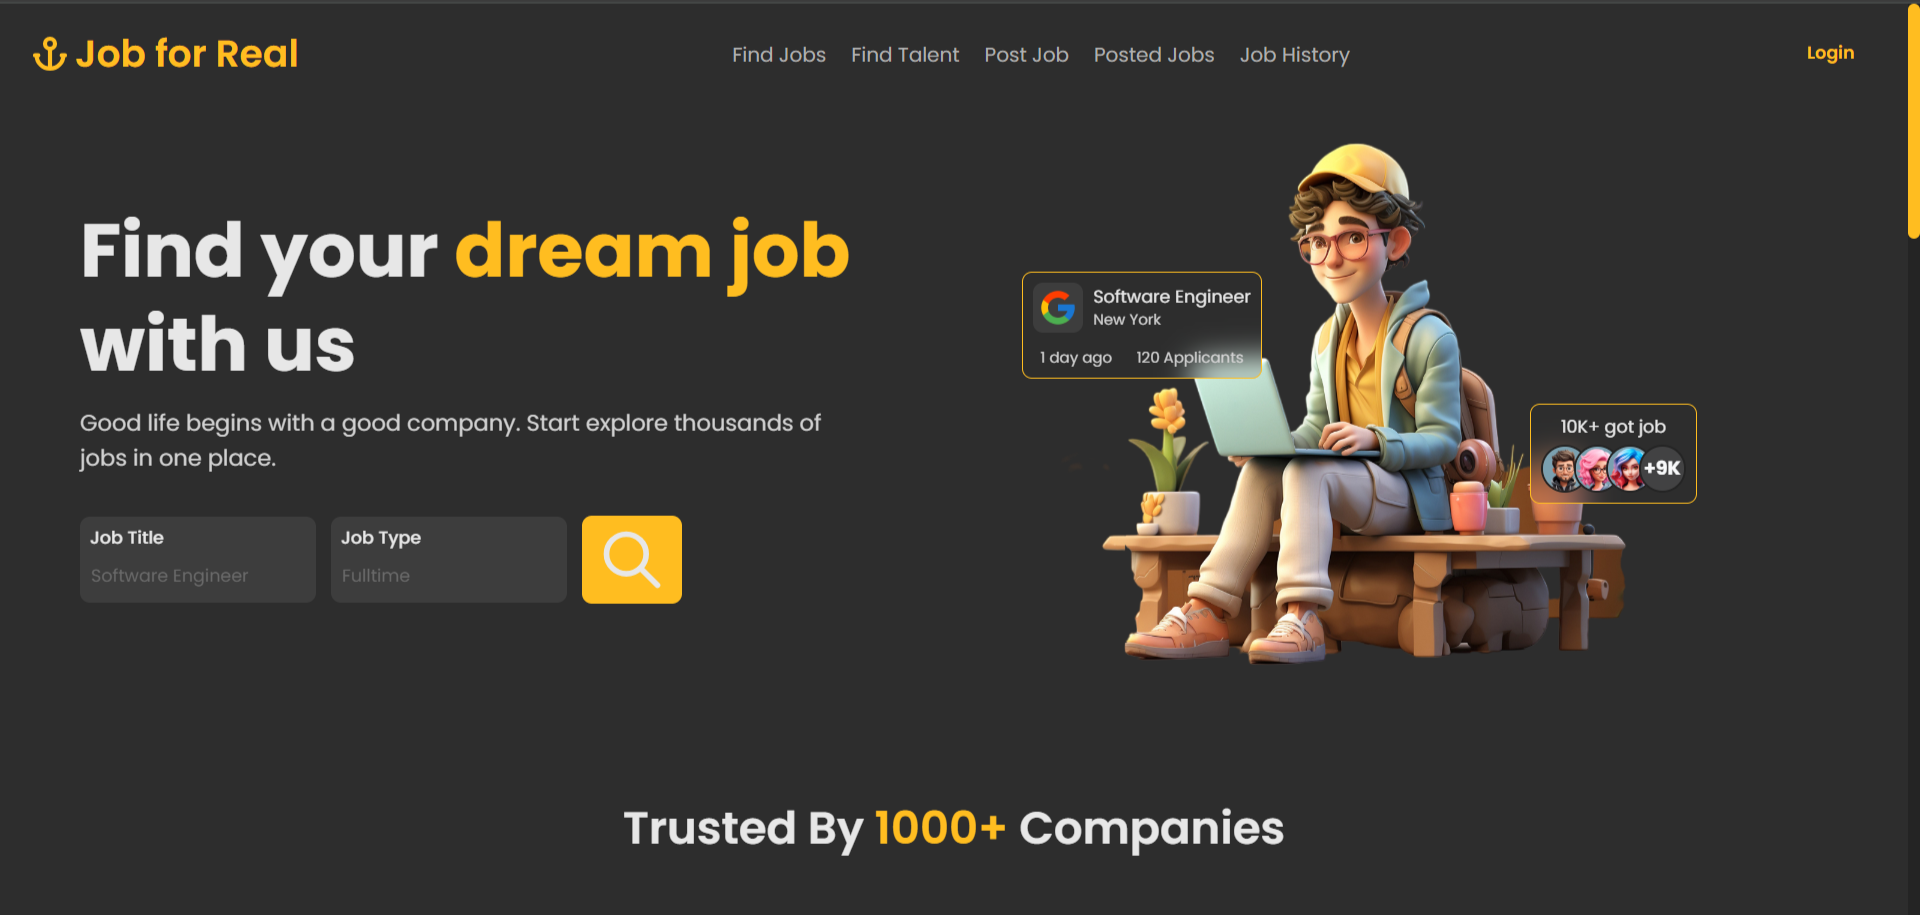 Job for Real
Find Jobs
Find Talent
Post Job
Posted Jobs
Job History
Login
Find your dream job
with us
Good life begins with a good company. Start explore thousands of
jobs in one place.
Job Title
Software Engineer
Job Type
Fulltime
Software Engineer
New York
1 day ago
120 Applicants
10K+ got job
+9K
Trusted By 1000+ Companies